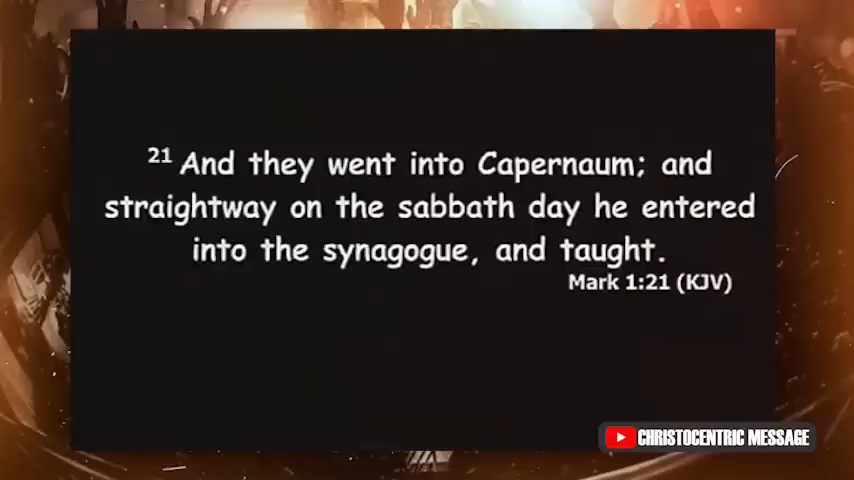 21 And they went into Capernaum; and
straightway on the sabbath day he entered
into the synagogue, and taught.
Mark 1:21 (KJV)
CHRISTOCENTRIC MESSAGE